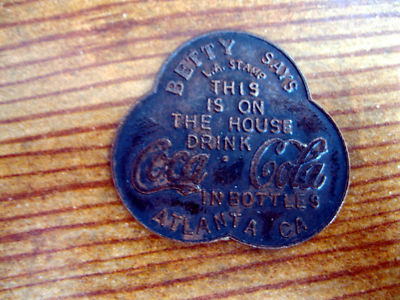 BETTY SAYS
L.A. STAMP
THIS
IS ON
THE HOUSE
DRINK
Coca Cola
IN BOTTLES
ATLANTA GA